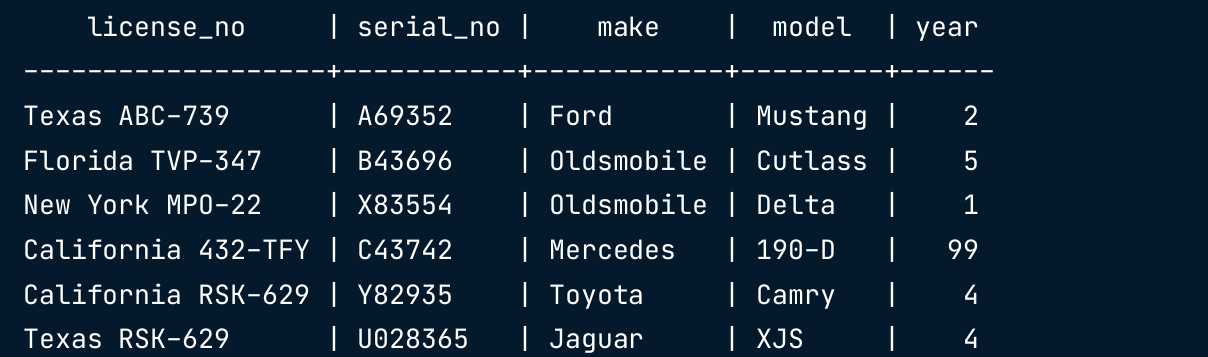 license_no     | serial_no |    make    |  model  | year
-------------------+-----------+------------+---------+------
Texas ABC-739      | A69352    | Ford       | Mustang |    2
Florida TVP-347    | B43696    | Oldsmobile | Cutlass |    5
New York MPO-22    | X83554    | Oldsmobile | Delta   |    1
California 432-TFY | C43742    | Mercedes   | 190-D   |   99
California RSK-629 | Y82935    | Toyota     | Camry   |    4
Texas RSK-629      | U028365   | Jaguar     | XJS     |    4